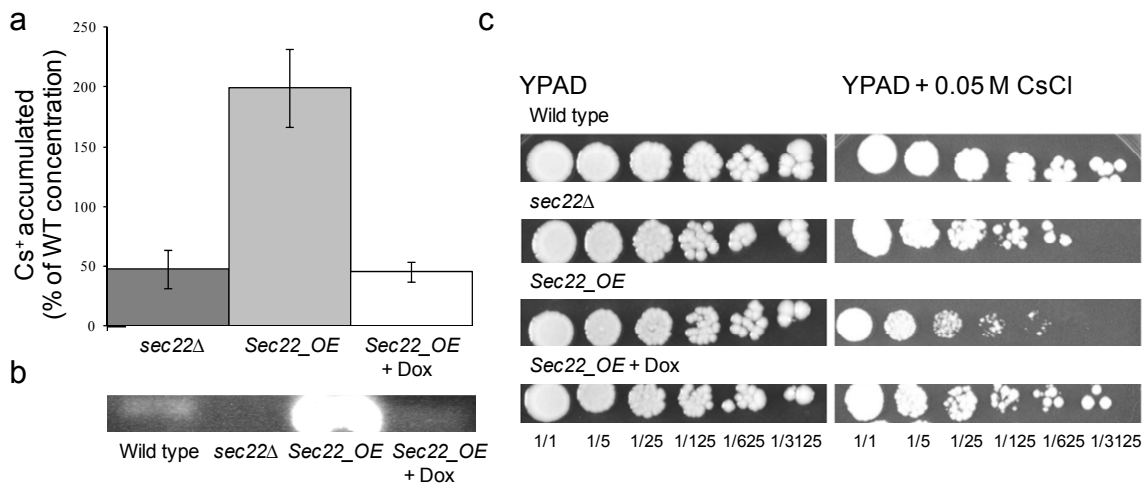 a
250
200
150
100
50
0
Cs⁺ accumulated
(% of WT concentration)
sec22Δ
Sec22_OE
Sec22_OE
+ Dox
b
Wild type
sec22Δ
Sec22_OE
Sec22_OE
+ Dox
c
YPAD
YPAD + 0.05 M CsCl
Wild type
sec22Δ
Sec22_OE
Sec22_OE + Dox
1/1 1/5 1/25 1/125 1/625 1/3125
1/1 1/5 1/25 1/125 1/625 1/3125